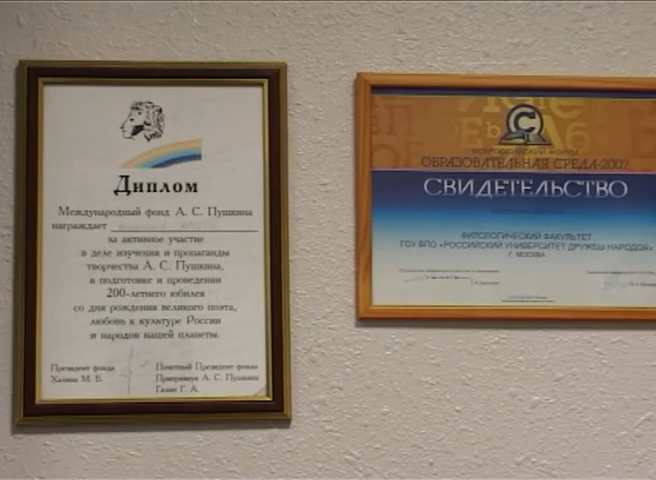 Диплом
Международный фонд А. С. Пушкина
награждает
за активное участие
в деле изучения и пропаганды
творчества А. С. Пушкина,
в подготовке и проведении
200-летнего юбилея
со дня рождения великого поэта,
любовь к культуре России
и народов нашей планеты.
Президент фонда
М. Б.
Почетный Президент фонда
А. С. Пушкина
Галин Г. А.
ВСЕРОССИЙСКИЙ ФОРУМ
ОБРАЗОВАТЕЛЬНАЯ СРЕДА-2007
СВИДЕТЕЛЬСТВО
ФИЛОЛОГИЧЕСКИЙ ФАКУЛЬТЕТ
ГОУ ВПО «РОССИЙСКИЙ УНИВЕРСИТЕТ ДРУЖБЫ НАРОДОВ»
Г. МОСКВА